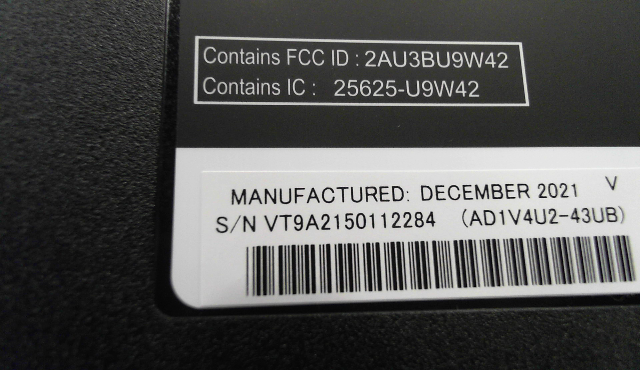 Contains FCC ID : 2AU3BU9W42
Contains IC : 25625-U9W42
MANUFACTURED: DECEMBER 2021 V
S/N VT9A2150112284 (AD1V4U2-43UB)